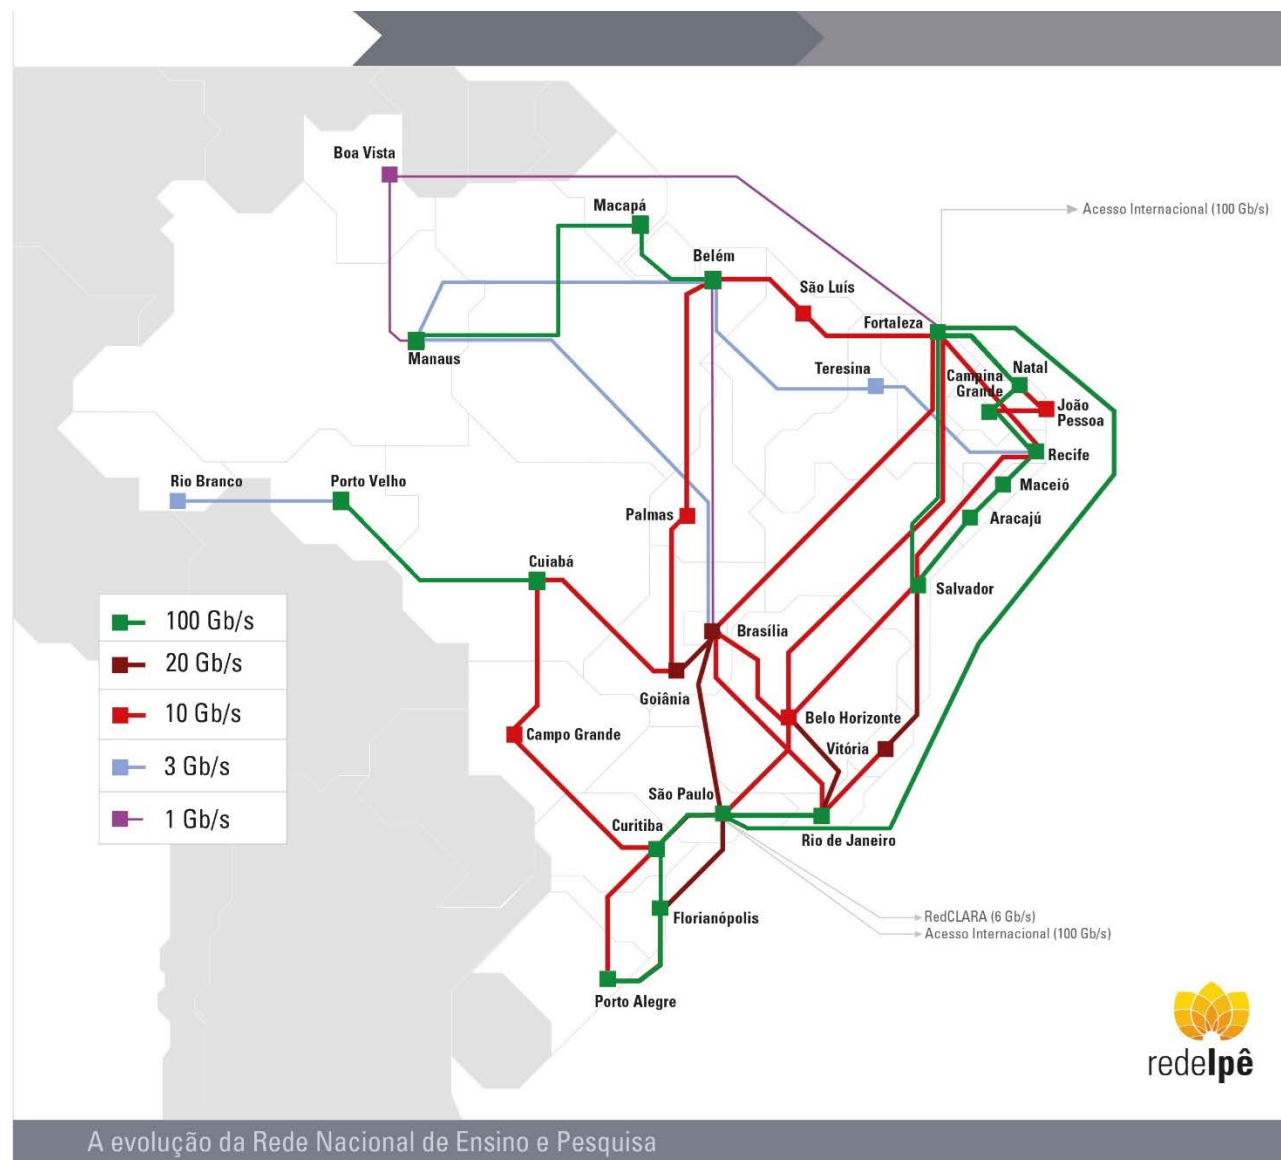 Boa Vista
Macapá
Acesso Internacional (100 Gb/s)
Belém
São Luís
Fortaleza
Manaus
Teresina
Natal
Campina
Grande
João
Pessoa
Recife
Rio Branco
Porto Velho
Maceió
Palmas
Aracajú
Cuiabá
Salvador
100 Gb/s
20 Gb/s
10 Gb/s
3 Gb/s
1 Gb/s
Brasília
Goiânia
Belo Horizonte
Campo Grande
Vitória
São Paulo
Curitiba
Rio de Janeiro
Florianópolis
RedCLARA (6 Gb/s)
Acesso Internacional (100 Gb/s)
Porto Alegre
redeIpê
A evolução da Rede Nacional de Ensino e Pesquisa